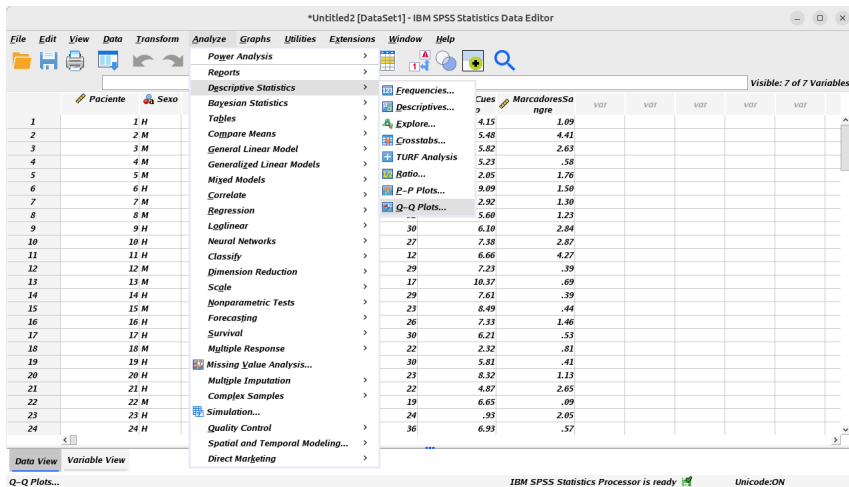 *Untitled2 [DataSet1] - IBM SPSS Statistics Data Editor
File Edit View Data Transform Analyze Graphs Utilities Extensions Window Help
Visible: 7 of 7 Variables
Paciente Sexo MarcadoresSangre var var var var
Power Analysis
Reports
Descriptive Statistics
Bayesian Statistics
Tables
Compare Means
General Linear Model
Generalized Linear Models
Mixed Models
Correlate
Regression
Loglinear
Neural Networks
Classify
Dimension Reduction
Scale
Nonparametric Tests
Forecasting
Survival
Multiple Response
Missing Value Analysis...
Multiple Imputation
Complex Samples
Simulation...
Quality Control
Spatial and Temporal Modeling...
Direct Marketing
Frequencies...
Descriptives...
Explore...
Crosstabs...
TURF Analysis
Ratio...
P-P Plots...
Q-Q Plots...
1 1 H 4.15 1.09
2 2 M 5.48 4.41
3 3 M 5.82 2.63
4 4 M 5.23 .58
5 5 M 2.05 1.76
6 6 H 9.09 1.50
7 7 M 2.92 1.30
8 8 M 5.60 1.23
9 9 H 30 6.10 2.84
10 10 H 27 7.38 2.87
11 11 H 12 6.66 4.27
12 12 M 29 7.23 .39
13 13 M 17 10.37 .69
14 14 H 29 7.61 .39
15 15 M 23 8.49 .44
16 16 H 26 7.33 1.46
17 17 H 30 6.21 .53
18 18 M 22 2.32 .81
19 19 H 30 5.81 .41
20 20 H 23 8.32 1.13
21 21 H 22 4.87 2.65
22 22 M 19 6.65 .09
23 23 H 24 .93 2.05
24 24 H 36 6.93 .57
Data View Variable View
Q-Q Plots... IBM SPSS Statistics Processor is ready Unicode:ON